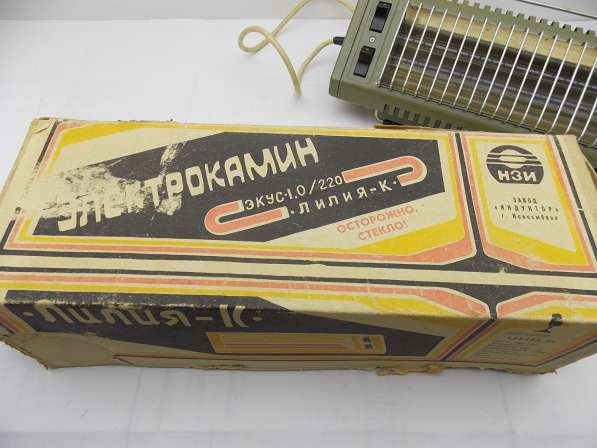 ЭЛЕКТРОКАМИН
ЭКУС-1,0/220
·ЛИЛИЯ-К·
ОСТОРОЖНО,
СТЕКЛО!
НЗИ
ЗАВОД
«ИНДУКТОР»
г. Новосибирск
·Лилия-К·